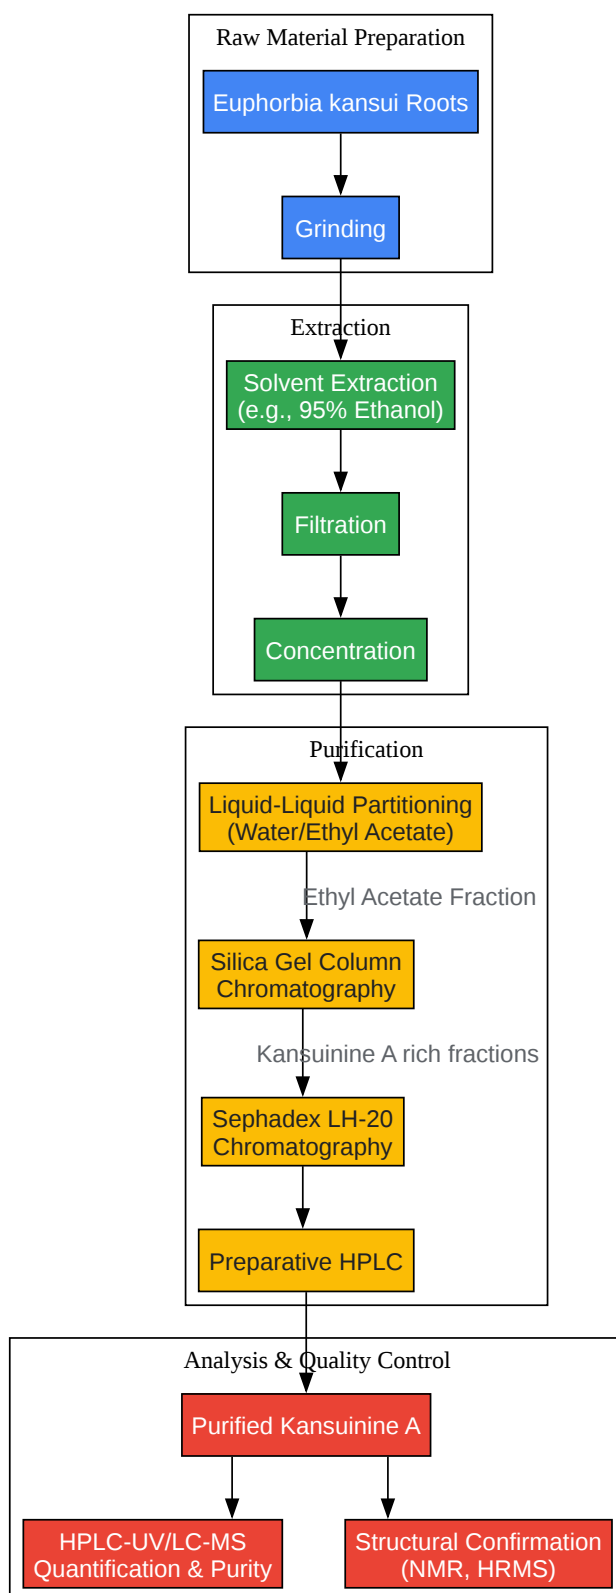 Raw Material Preparation
Euphorbia kansui Roots
Grinding
Extraction
Solvent Extraction
(e.g., 95% Ethanol)
Filtration
Concentration
Purification
Liquid-Liquid Partitioning
(Water/Ethyl Acetate)
Ethyl Acetate Fraction
Silica Gel Column
Chromatography
Kansuinine A rich fractions
Sephadex LH-20
Chromatography
Preparative HPLC
Analysis & Quality Control
Purified Kansuinine A
HPLC-UV/LC-MS
Quantification & Purity
Structural Confirmation
(NMR, HRMS)